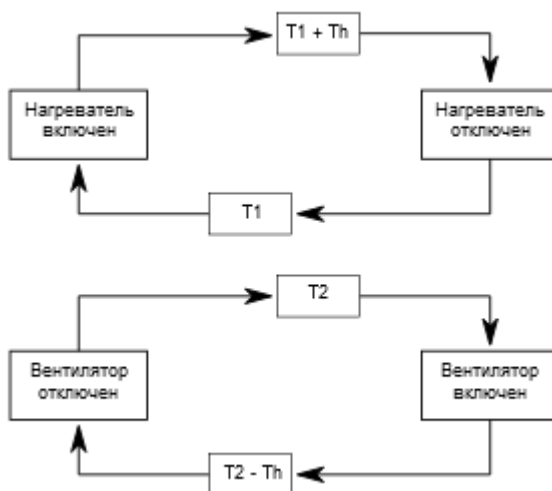 T1 + Th
Нагреватель
включен
Нагреватель
отключен
T1
T2
Вентилятор
отключен
Вентилятор
включен
T2 - Th